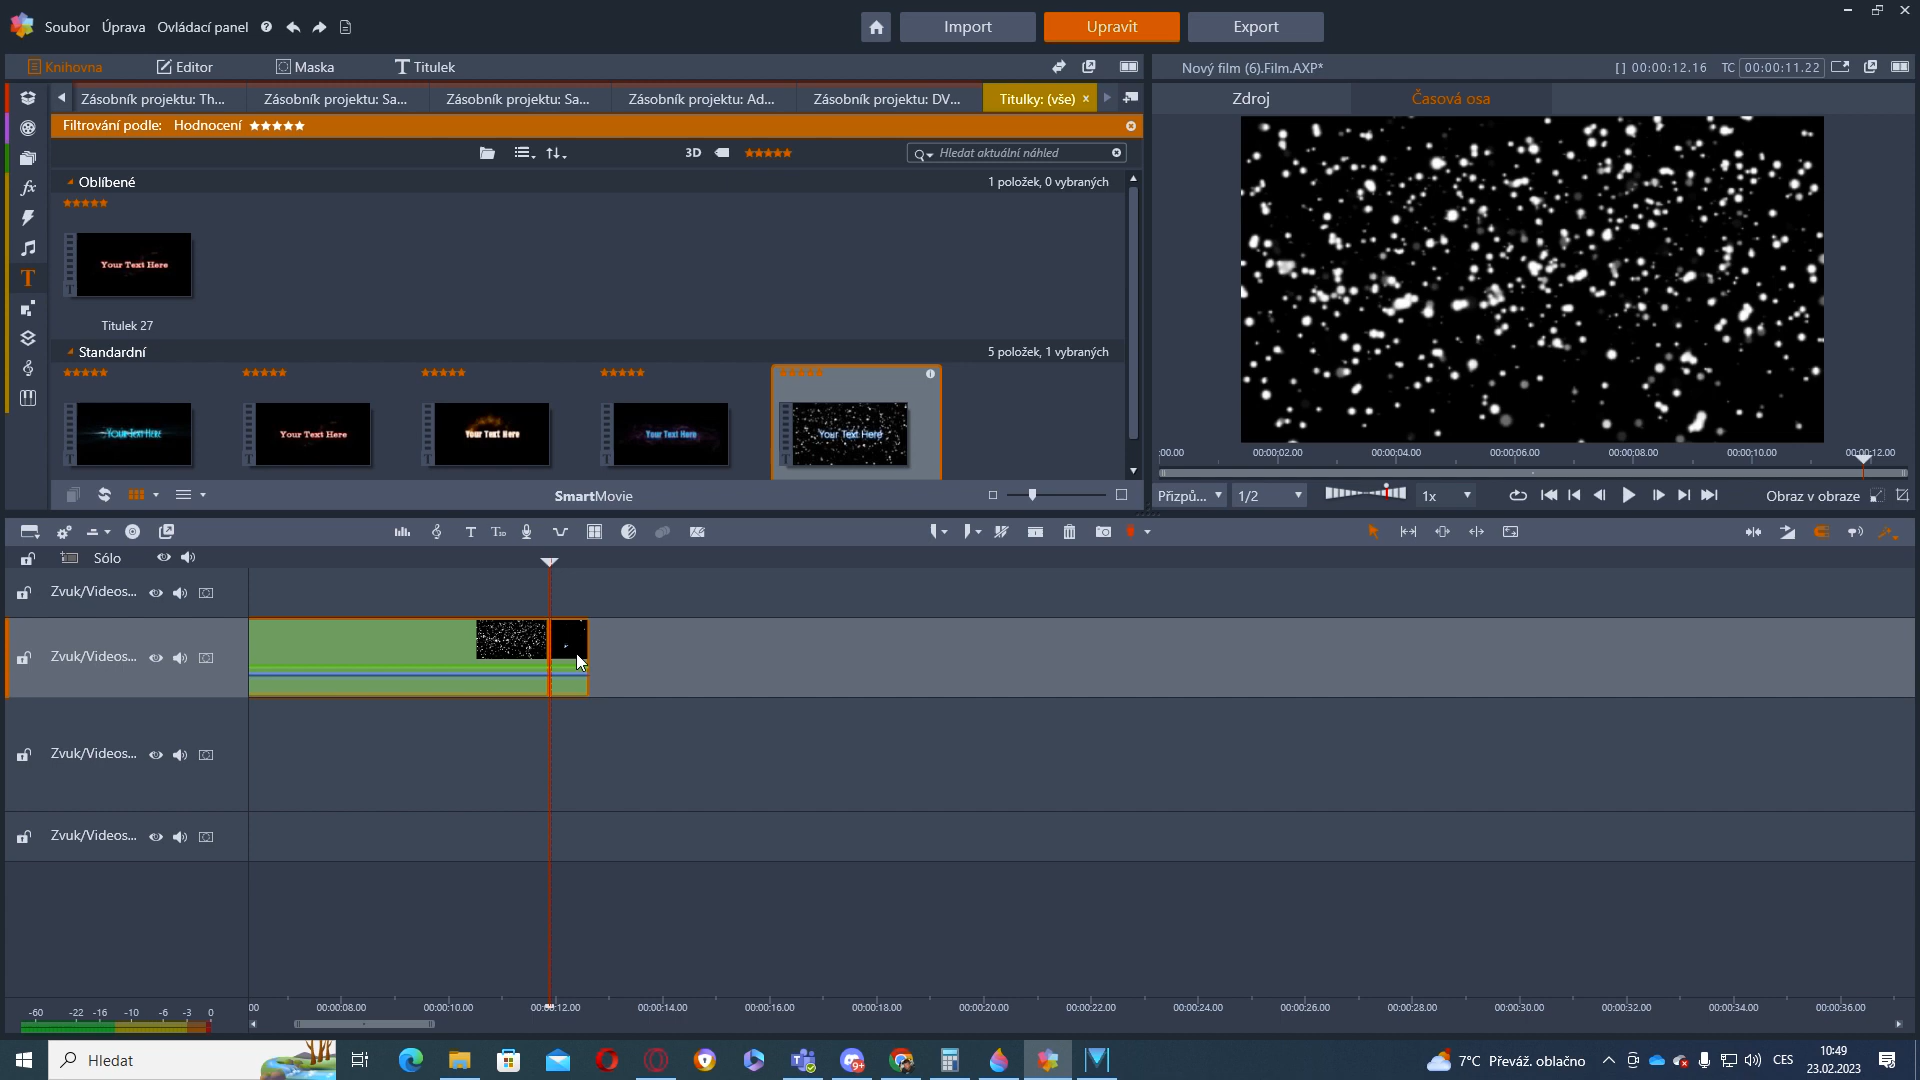 Soubor Úprava Ovládací panel
Import Upravit Export
Knihovna Editor Maska Titulek
Nový film (6).Film.AXP* [] 00:00:12.16 TC 00:00:11.22
Zásobník projektu: Th... Zásobník projektu: Sa... Zásobník projektu: Sa... Zásobník projektu: Ad... Zásobník projektu: DV... Titulky: (vše) ×
Zdroj Časová osa
Filtrování podle: Hodnocení ★★★★★
3D Hledat aktuální náhled
Oblíbené 1 položek, 0 vybraných
Your Text Here
Titulek 27
Standardní 5 položek, 1 vybraných
Your Text Here Your Text Here Your Text Here Your Text Here Your Text Here
:00.00 00:00:02.00 00:00:04.00 00:00:06.00 00:00:08.00 00:00:10.00 00:00:12.00
SmartMovie
Přizpů... 1/2 1x Obraz v obraze
Sólo
Zvuk/Videos...
Zvuk/Videos...
Zvuk/Videos...
Zvuk/Videos...
00 00:00:08.00 00:00:10.00 00:00:12.00 00:00:14.00 00:00:16.00 00:00:18.00 00:00:20.00 00:00:22.00 00:00:24.00 00:00:26.00 00:00:28.00 00:00:30.00 00:00:32.00 00:00:34.00 00:00:36.00
-60 -22 -16 -10 -6 -3 0
Hledat
9+
7°C Převáž. oblačno CES
10:49
23.02.2023